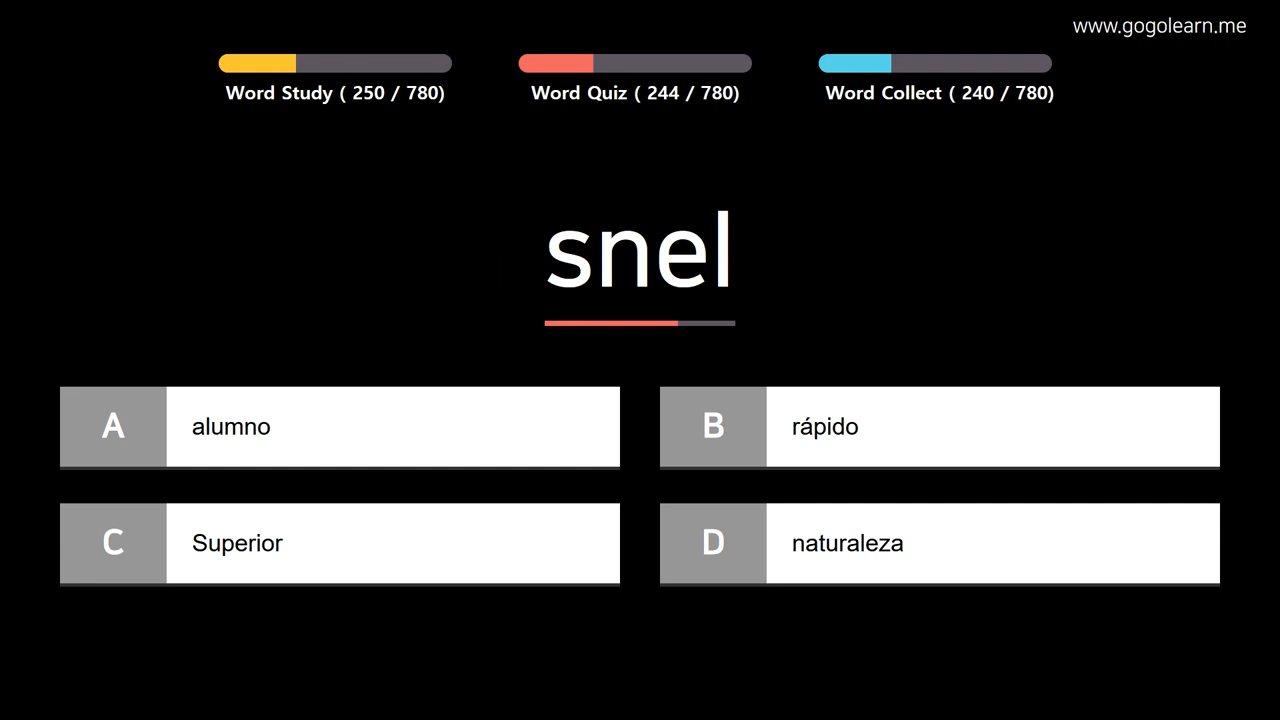 www.gogolearn.me
Word Study ( 250 / 780)
Word Quiz ( 244 / 780)
Word Collect ( 240 / 780)
snel
A alumno
B rápido
C Superior
D naturaleza